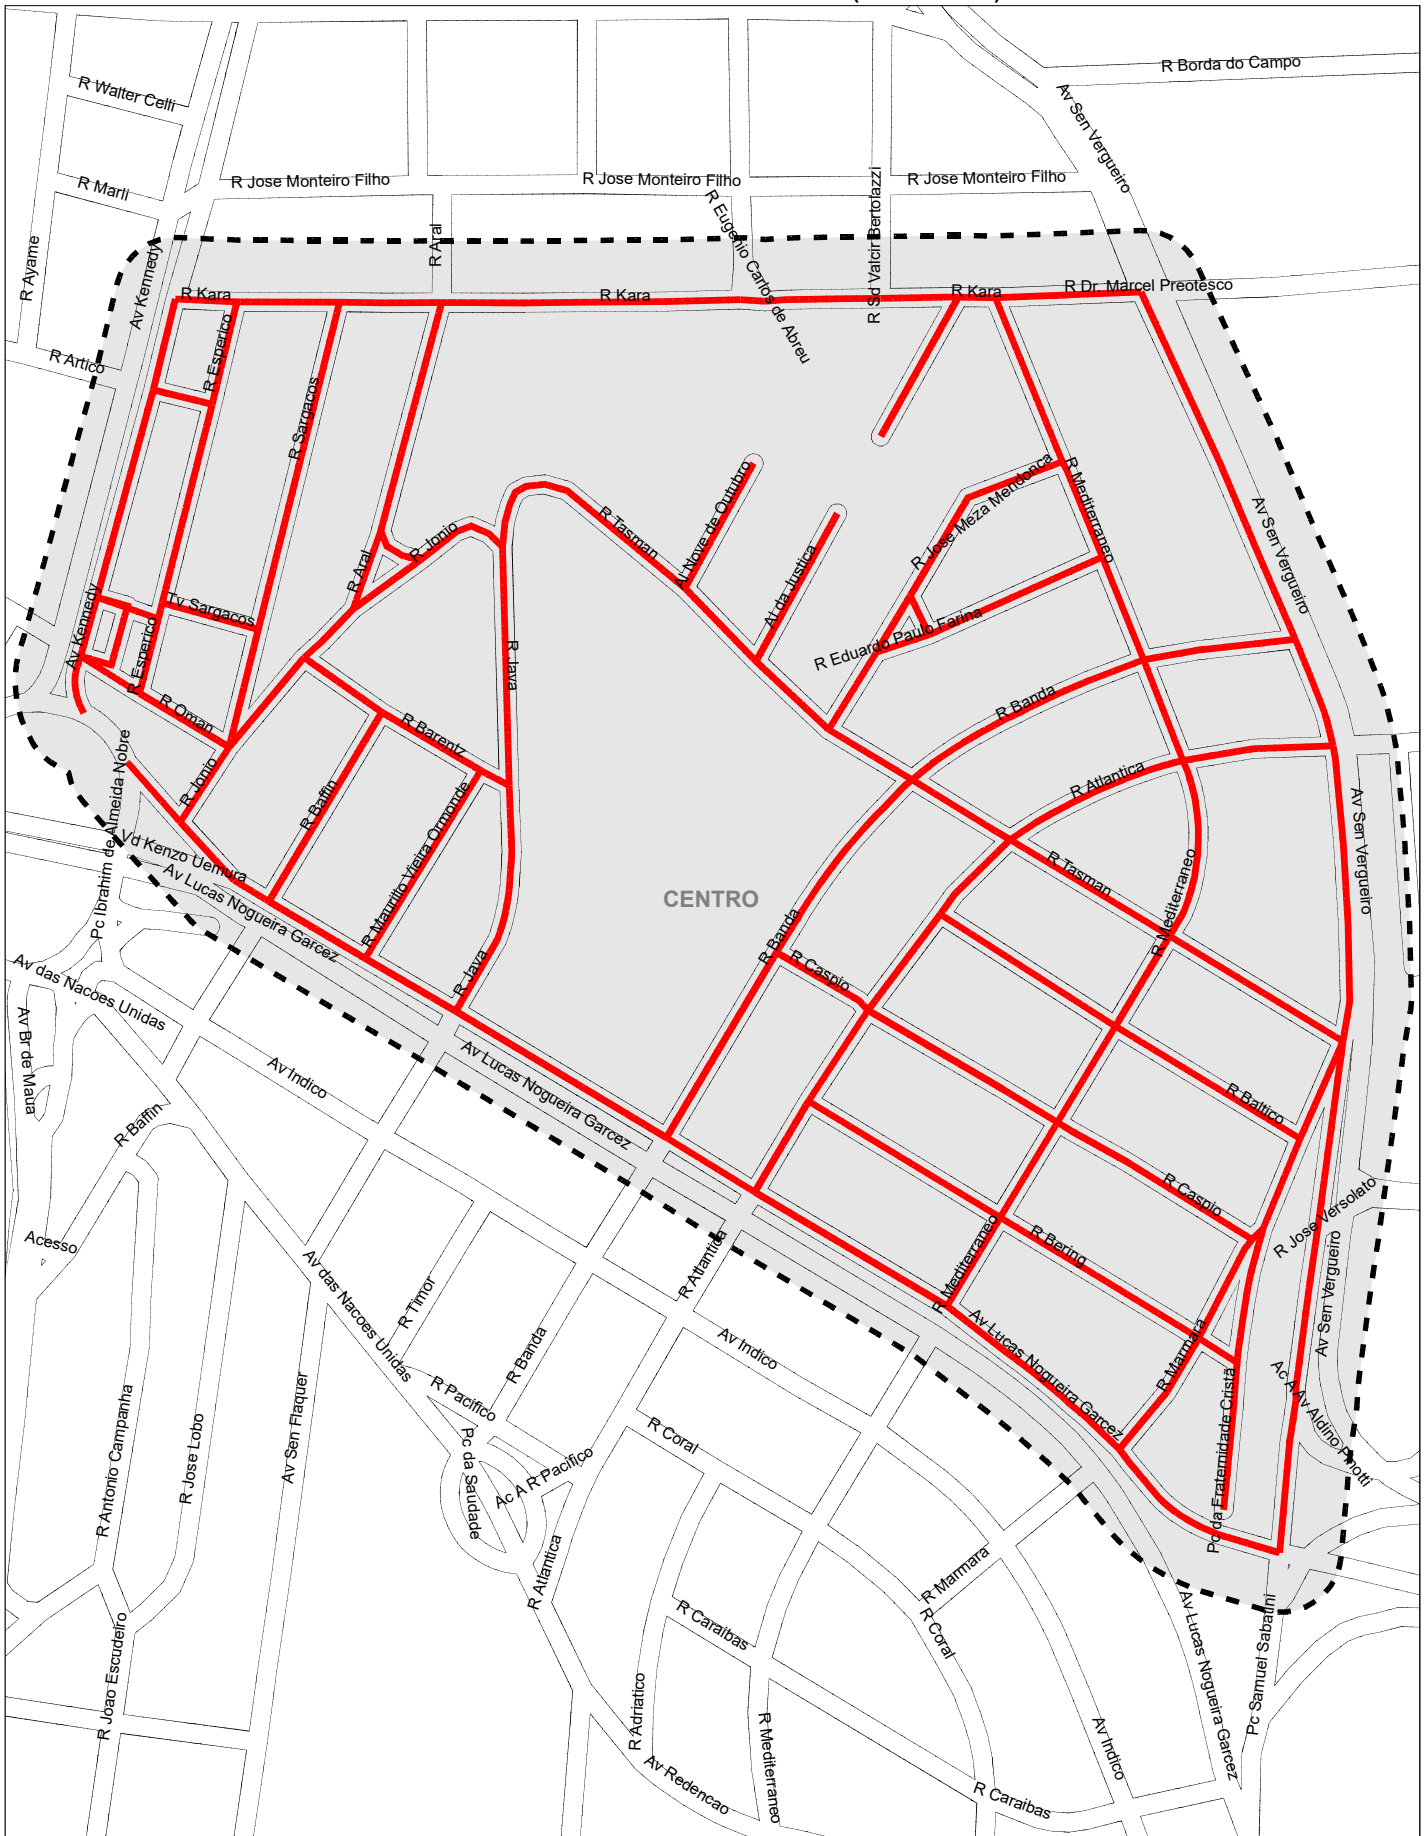 R Borda do Campo
R Walter Celli
Av Sen Vergueiro
R Marli
R Jose Monteiro Filho
R Jose Monteiro Filho
R Jose Monteiro Filho
R Ayame
Av Kennedy
R Aral
R Eugenio Carlos de Abreu
R Sd Valcir Bertolazzi
R Kara
R Kara
R Kara
R Dr. Marcel Preotesco
R Artico
R Esperico
R Sargacos
R Jose Meza Mendonca
R Mediterraneo
Al Nove de Outubro
R Tasman
R Jonio
R Aral
Al da Justica
Av Sen Vergueiro
Av Kennedy
Tv Sargacos
R Esperico
R Eduardo Paulo Farina
R Java
R Oman
R Barentz
R Banda
R Atlantica
Pc Ibrahim de Almeida Nobre
R Jonio
R Baffin
R Maurilio Vieira Ormonde
Vd Kenzo Uemura
Av Lucas Nogueira Garcez
CENTRO
R Tasman
R Mediterraneo
Av Sen Vergueiro
R Banda
R Caspio
R Java
Av das Nacoes Unidas
Av Br de Maua
Av Indico
Av Lucas Nogueira Garcez
R Baltico
R Baffin
R Caspio
R Jose Versolato
Acesso
R Atlantica
R Mediterraneo
R Bering
Av Sen Vergueiro
Av das Nacoes Unidas
R Timor
R Banda
Av Indico
Av Lucas Nogueira Garcez
R Marmara
Ac A Av Aldino Pinotti
Pc da Fraternidade Cristã
R Antonio Campanha
R Jose Lobo
Av Sen Flaquer
R Pacifico
R Coral
Pc da Saudade
Ac A R Pacifico
R Atlantica
R Marmara
R Coral
R Caraibas
R Joao Escudeiro
R Adriatico
R Mediterraneo
Av Redencao
Av Indico
Av Lucas Nogueira Garcez
Pc Samuel Sabatini
R Caraibas